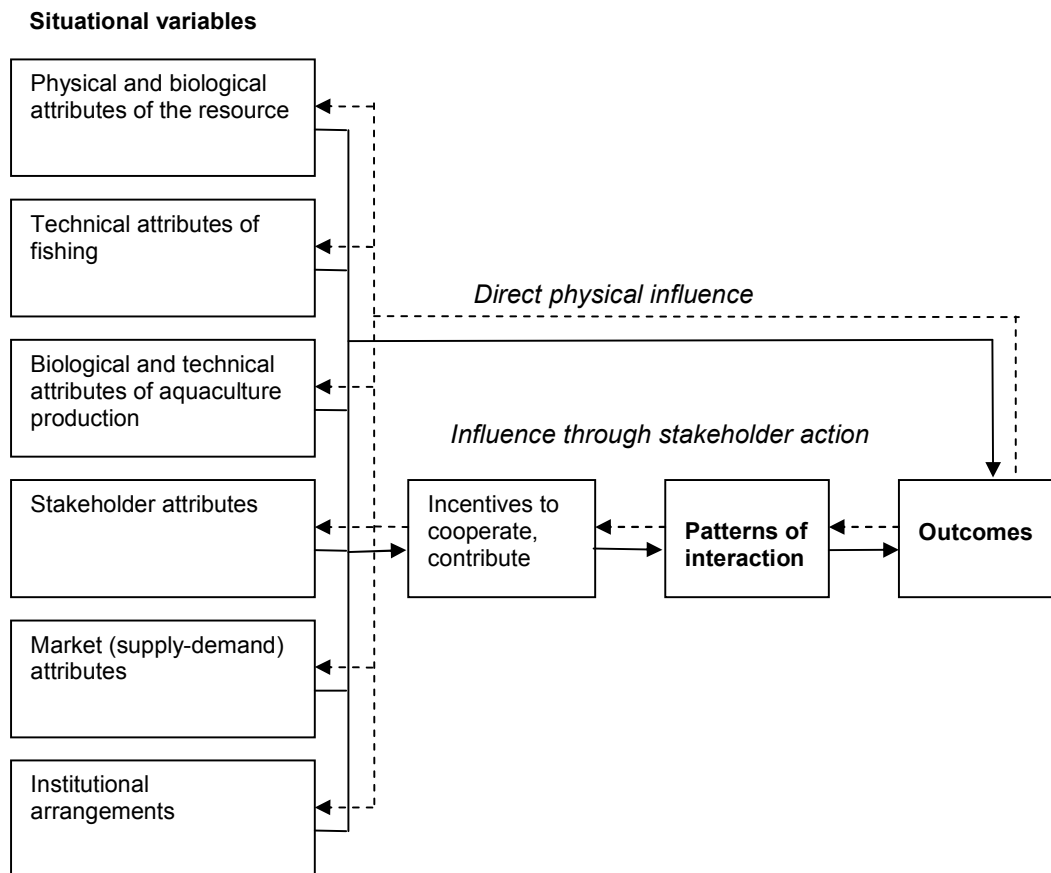 Situational variables
Physical and biological
attributes of the resource
Technical attributes of
fishing
Direct physical influence
Biological and technical
attributes of aquaculture
production
Influence through stakeholder action
Stakeholder attributes
Incentives to
cooperate,
contribute
Patterns of
interaction
Outcomes
Market (supply-demand)
attributes
Institutional
arrangements